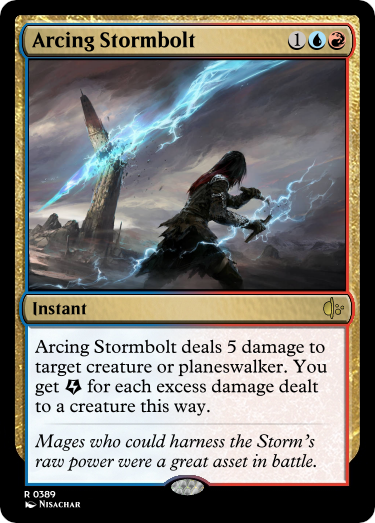 Arcing Stormbolt 1
Instant
Arcing Stormbolt deals 5 damage to
target creature or planeswalker. You
get for each excess damage dealt
to a creature this way.
Mages who could harness the Storm's
raw power were a great asset in battle.
R 0389
Nisachar